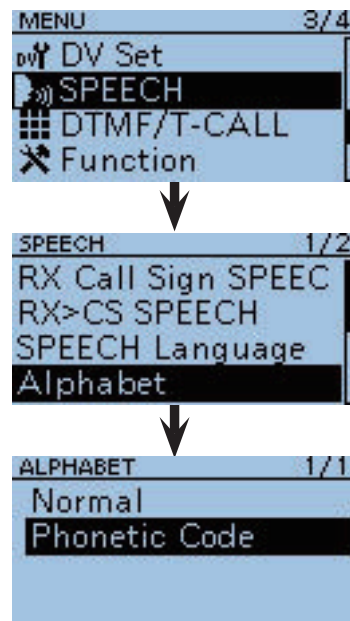 MENU 3/4
DV DV Set
SPEECH
DTMF/T-CALL
Function
SPEECH 1/2
RX Call Sign SPEEC
RX>CS SPEECH
SPEECH Language
Alphabet
ALPHABET 1/1
Normal
Phonetic Code